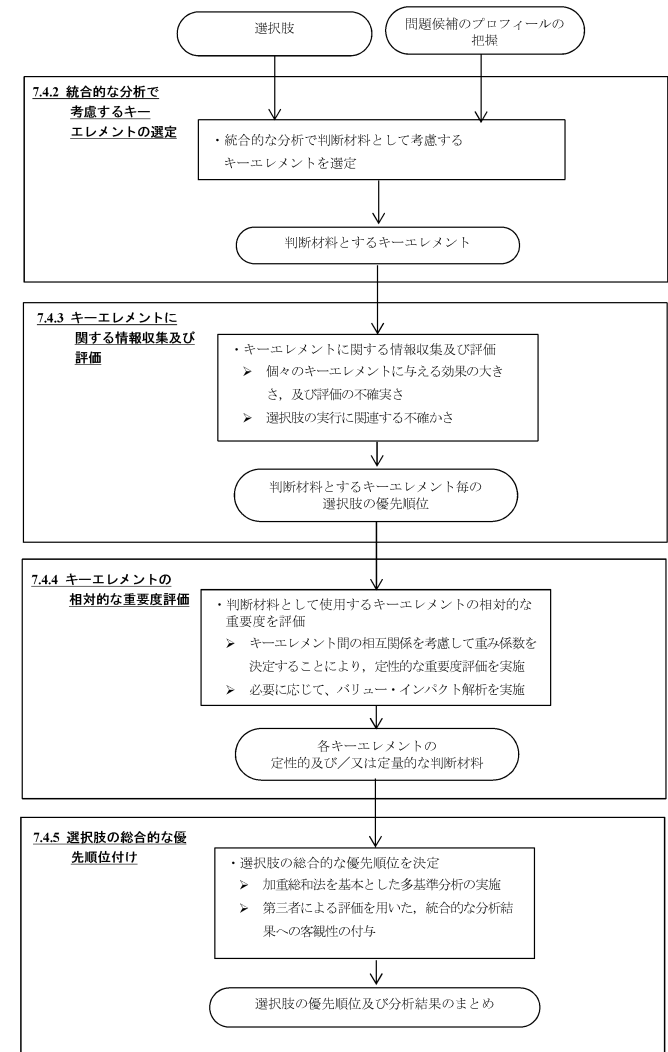 選択肢
問題候補のプロフィールの
把握
7.4.2 統合的な分析で
考慮するキー
エレメントの選定
・統合的な分析で判断材料として考慮する
キーエレメントを選定
判断材料とするキーエレメント
7.4.3 キーエレメントに
関する情報収集及び
評価
・キーエレメントに関する情報収集及び評価
➢ 個々のキーエレメントに与える効果の大き
さ，及び評価の不確実さ
➢ 選択肢の実行に関連する不確かさ
判断材料とするキーエレメント毎の
選択肢の優先順位
7.4.4 キーエレメントの
相対的な重要度評価
・判断材料として使用するキーエレメントの相対的な
重要度を評価
➢ キーエレメント間の相互関係を考慮して重み係数を
決定することにより，定性的な重要度評価を実施
➢ 必要に応じて、バリュー・インパクト解析を実施
各キーエレメントの
定性的及び／又は定量的な判断材料
7.4.5 選択肢の総合的な優
先順位付け
・選択肢の総合的な優先順位を決定
➢ 加重総和法を基本とした多基準分析の実施
➢ 第三者による評価を用いた，統合的な分析結
果への客観性の付与
選択肢の優先順位及び分析結果のまとめ